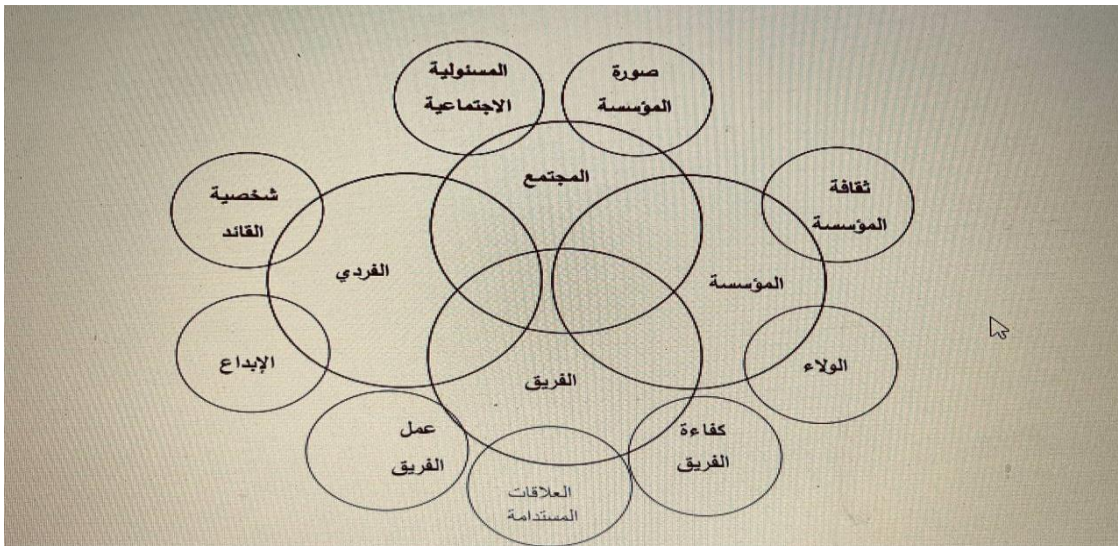 المسئولية
الاجتماعية
صورة
المؤسسة
المجتمع
ثقافة
المؤسسة
شخصية
القائد
الفردي
المؤسسة
الإبداع
الولاء
الفريق
عمل
الفريق
كفاءة
الفريق
العلاقات
المستدامة